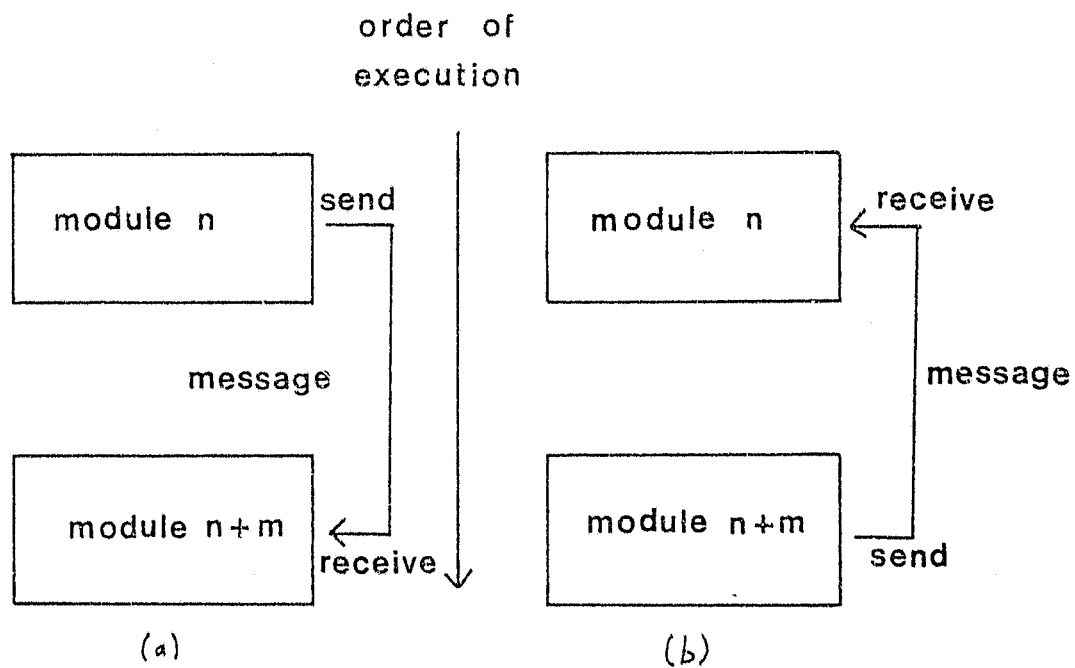 order of
execution
module n
send
message
module n+m
receive
(a)
module n
receive
message
module n+m
send
(b)